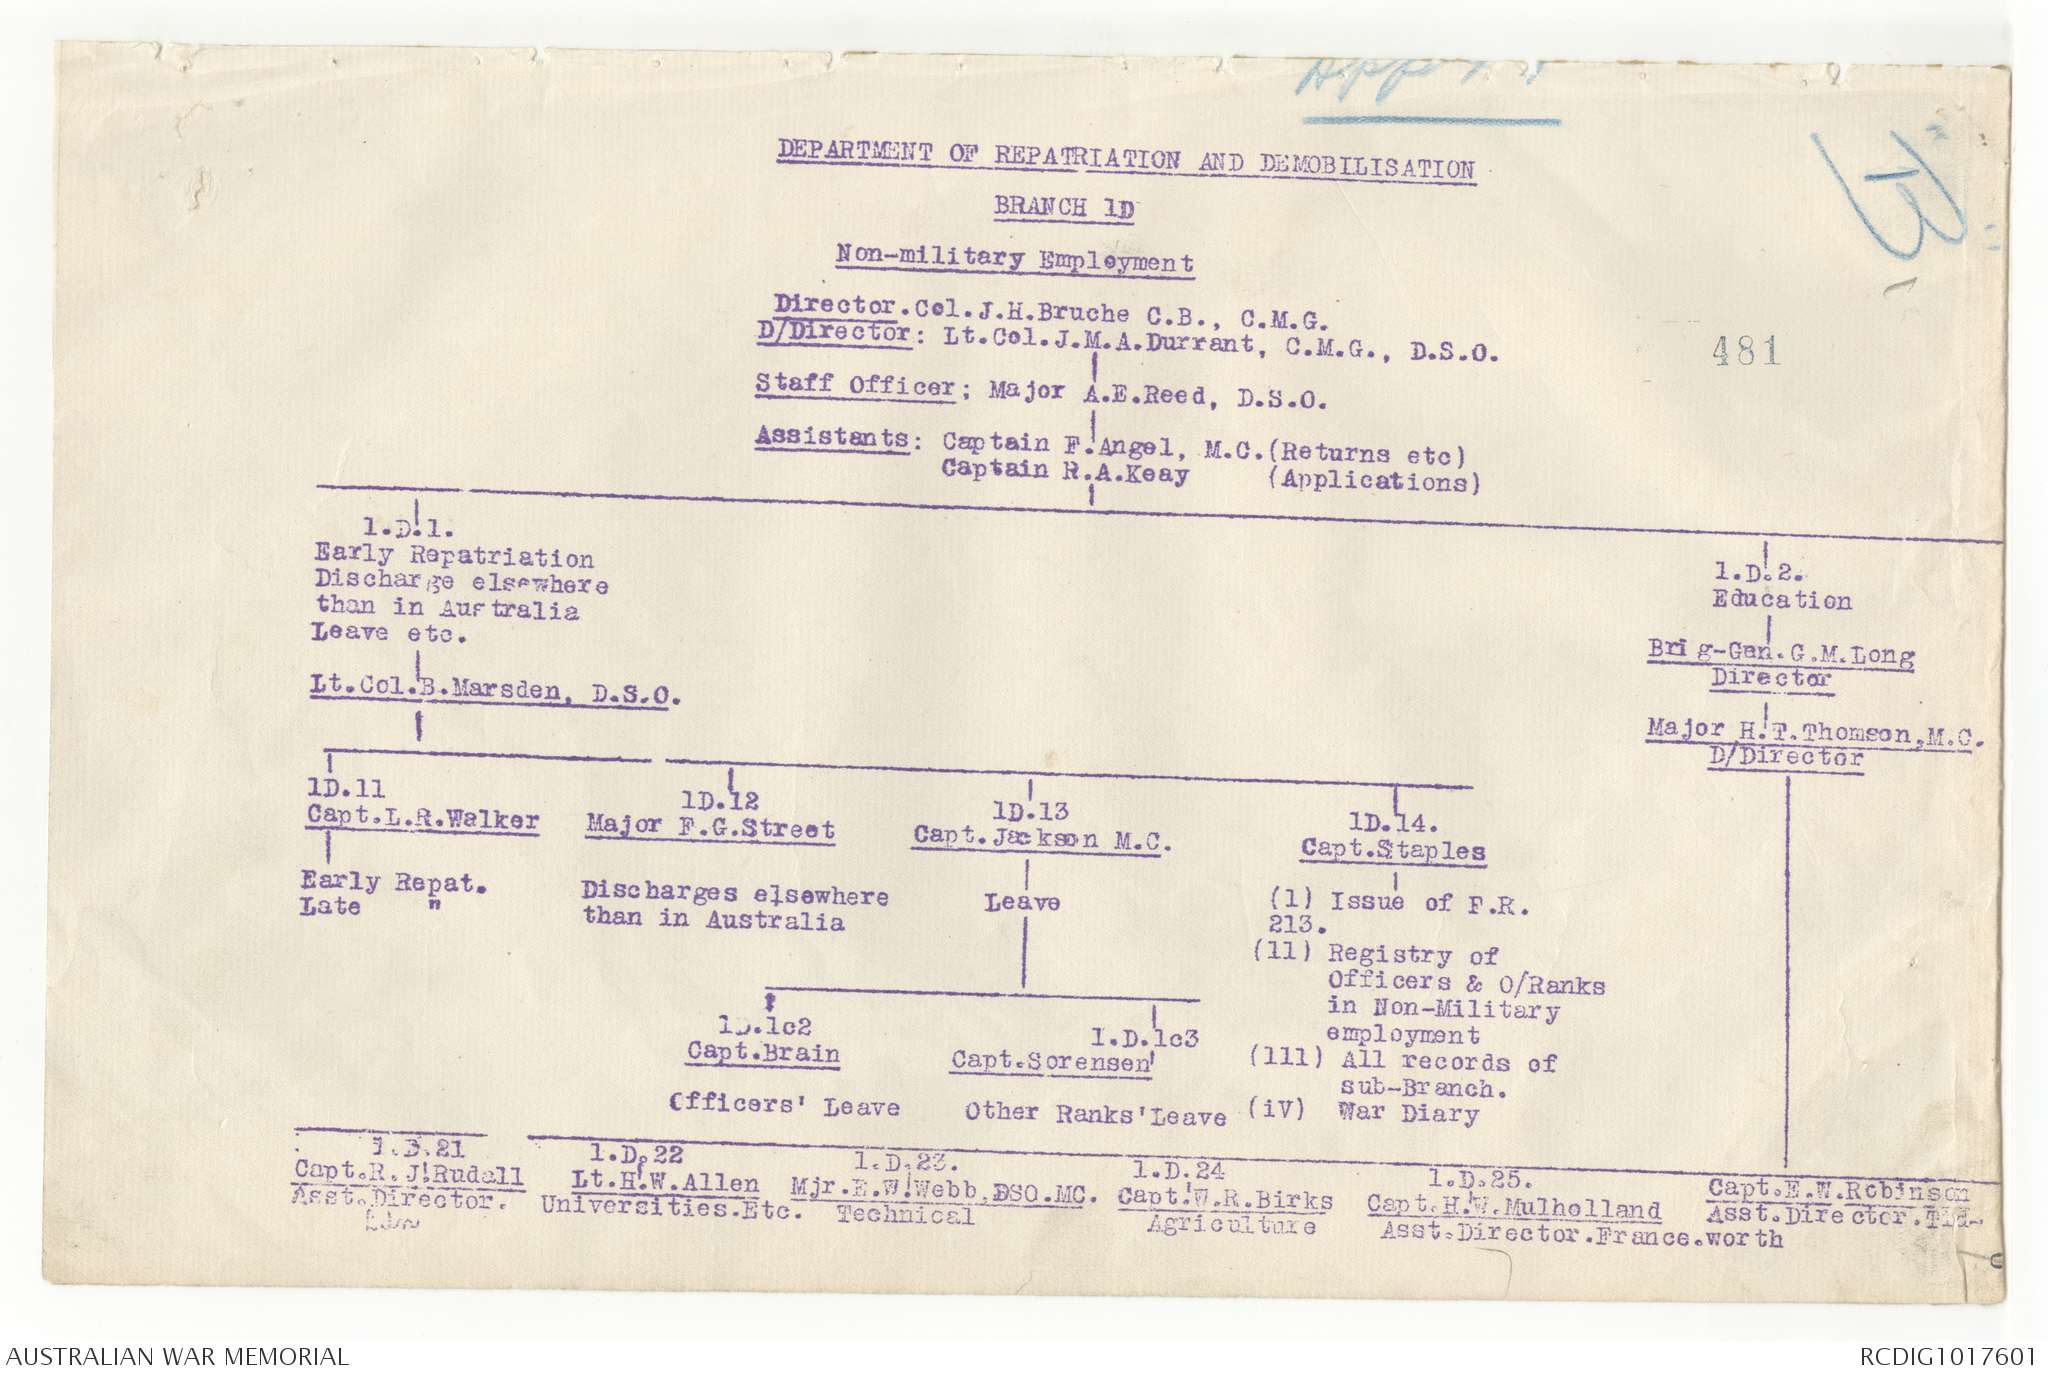 DEPARTMENT OF REPATRIATION AND DEMOBILISATION
BRANCH 1D
Non-military Employment
Director.Col.J.H.Bruche C.B., C.M.G.
D/Director: Lt.Col.J.M.A.Durrant, C.M.G., D.S.O.
481
Staff Officer; Major A.E.Reed, D.S.O.
Assistants: Captain F.Angel, M.C.(Returns etc)
Captain R.A.Keay (Applications)
1.D.1.
Early Repatriation
Discharge elsewhere
than in Australia
Leave etc.
Lt.Col.B.Marsden, D.S.O.
1.D.2.
Education
Brig-Gen.G.M.Long
Director
Major H.T.Thomson,M.C.
D/Director
1D.11
Capt.L.R.Walker
Early Repat.
Late "
1D.12
Major F.G.Street
Discharges elsewhere
than in Australia
1D.13
Capt.Jackson M.C.
Leave
1D.14.
Capt.Staples
(1) Issue of F.R.
213.
(11) Registry of
Officers & O/Ranks
in Non-Military
employment
(111) All records of
sub-Branch.
(iV) War Diary
1D.1c2
Capt.Brain
Officers' Leave
1.D.1c3
Capt.Sorensen
Other Ranks'Leave
1.D.21
Capt.R.J.Rudall
Asst.Director.
1.D.22
Lt.H.W.Allen
Universities.Etc.
1.D.23.
Mjr.E.W.Webb,DSO.MC.
Technical
1.D.24
Capt.W.R.Birks
Agriculture
1.D.25.
Capt.H.W.Mulholland
Asst.Director.France.
Capt.E.W.Robinson
Asst.Director.Tid-
worth
AUSTRALIAN WAR MEMORIAL
RCDIG1017601